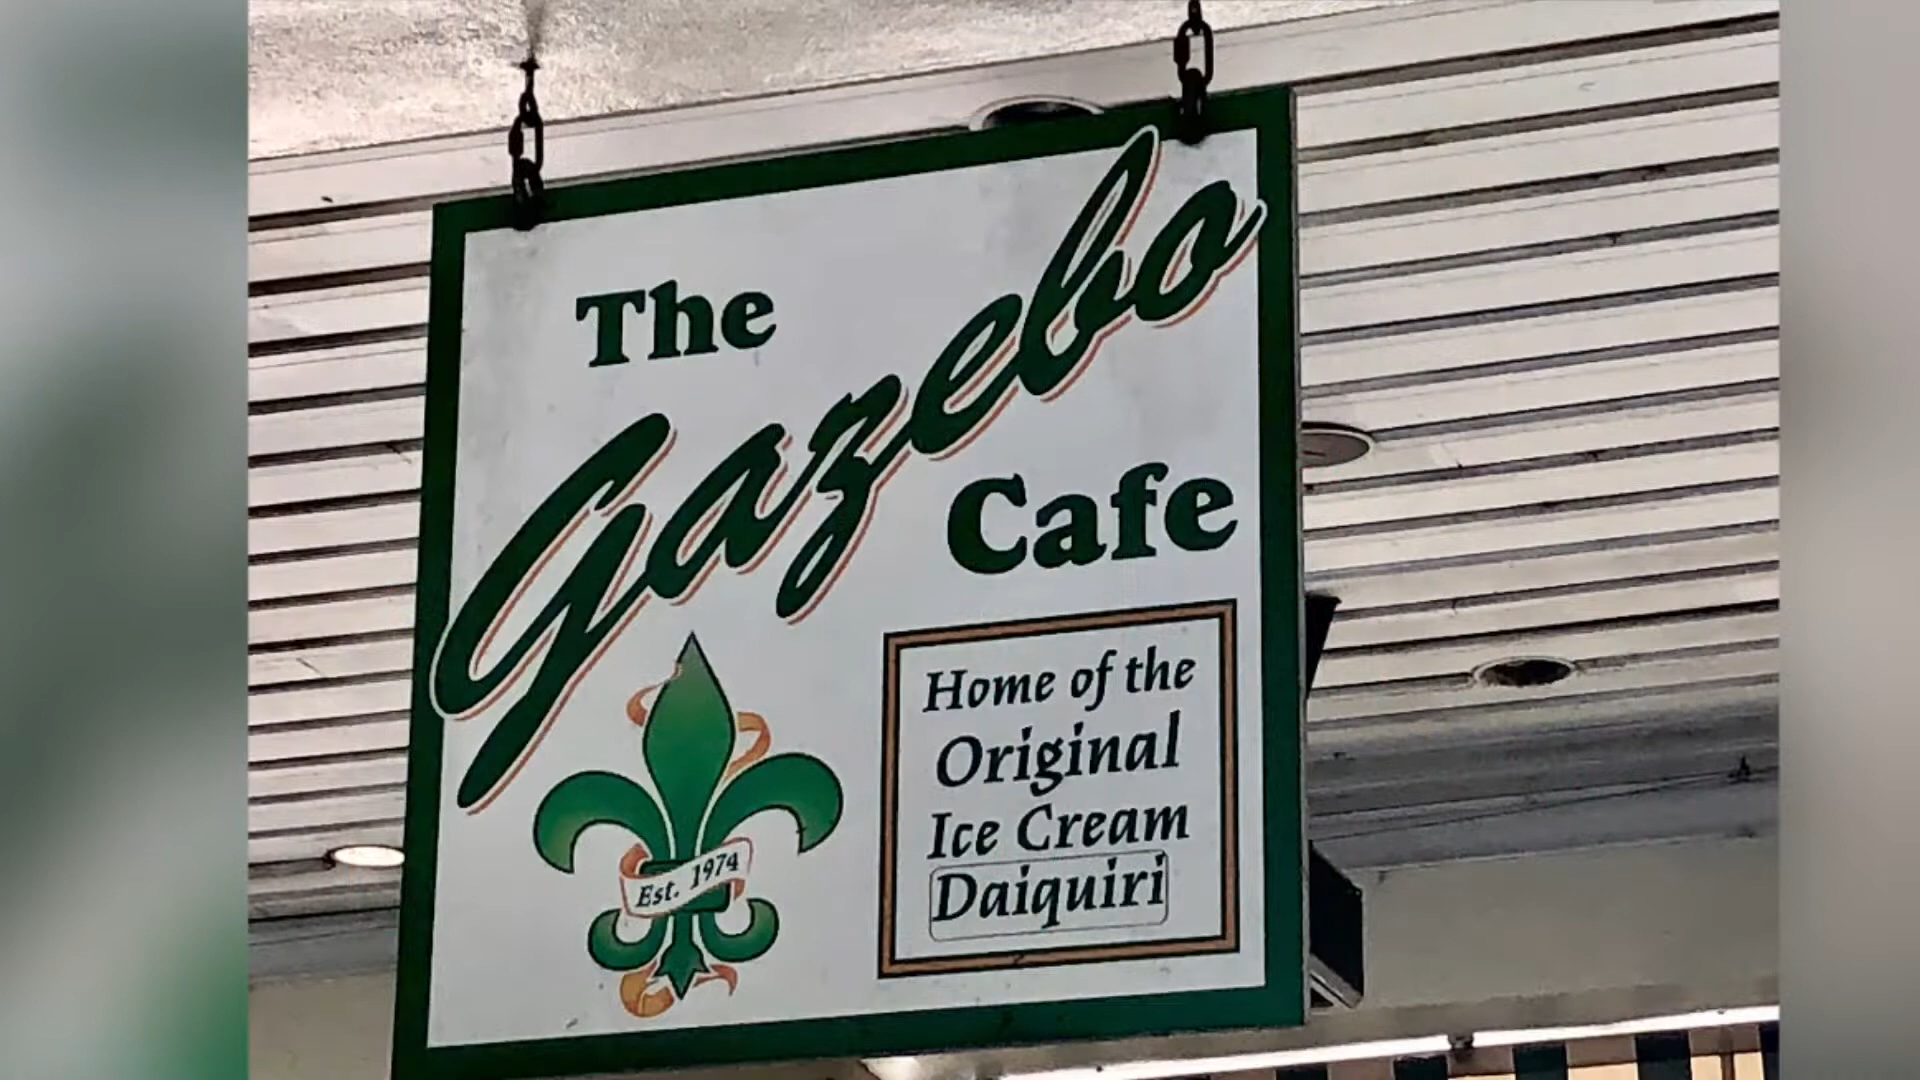 The
Gazebo
Cafe
Home of the
Original
Ice Cream
Daiquiri
Est. 1974